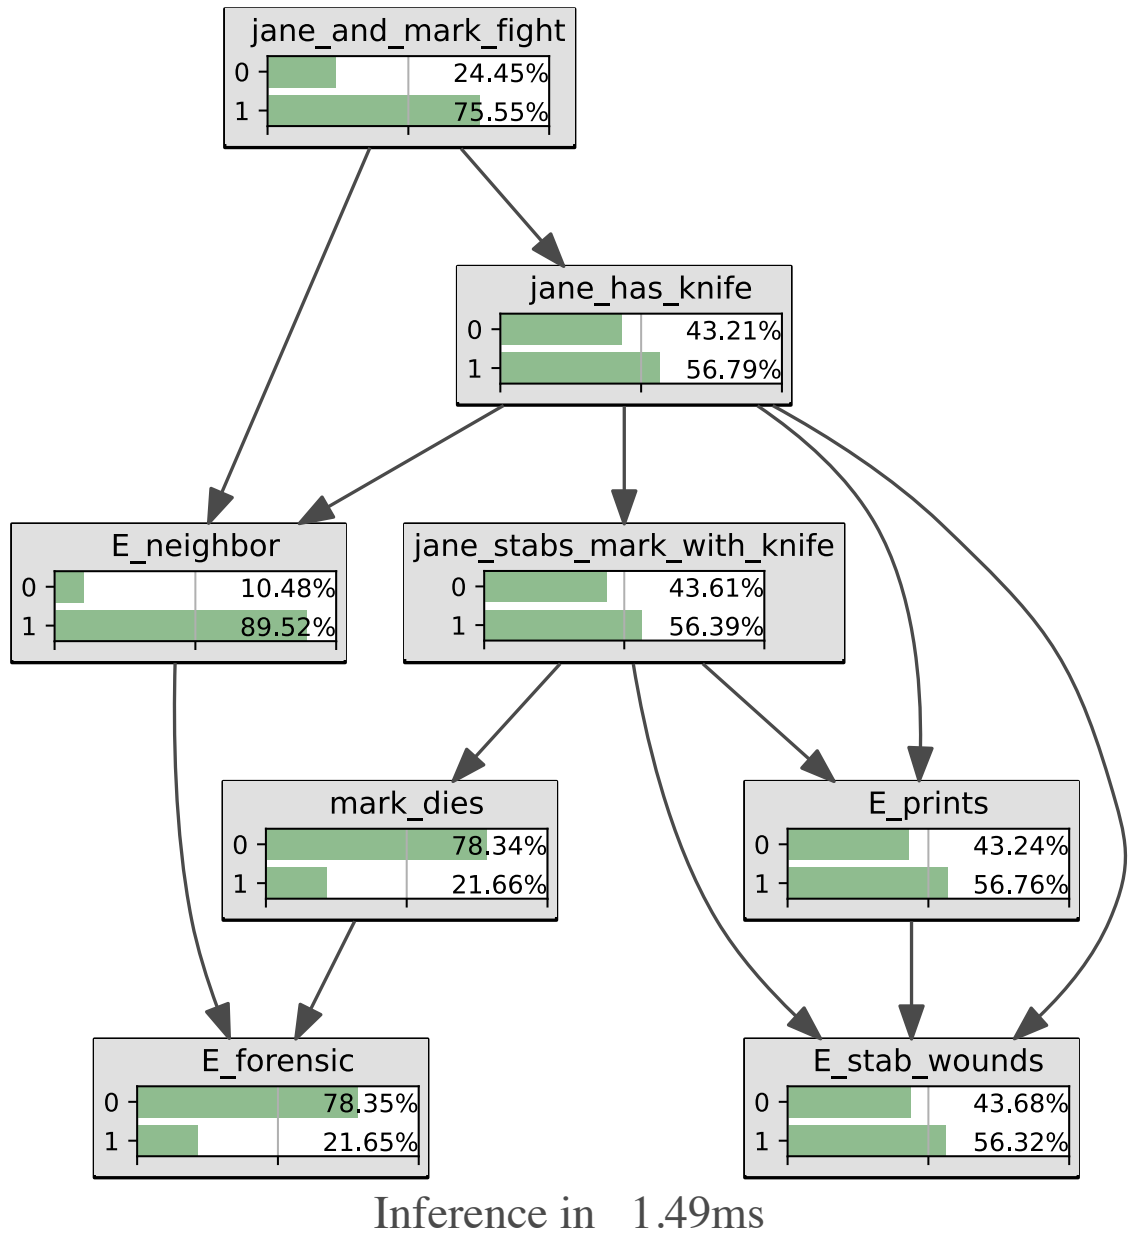 jane_and_mark_fight
0 24.45%
1 75.55%
jane_has_knife
0 43.21%
1 56.79%
E_neighbor
0 10.48%
1 89.52%
jane_stabs_mark_with_knife
0 43.61%
1 56.39%
mark_dies
0 78.34%
1 21.66%
E_prints
0 43.24%
1 56.76%
E_forensic
0 78.35%
1 21.65%
E_stab_wounds
0 43.68%
1 56.32%
Inference in 1.49ms